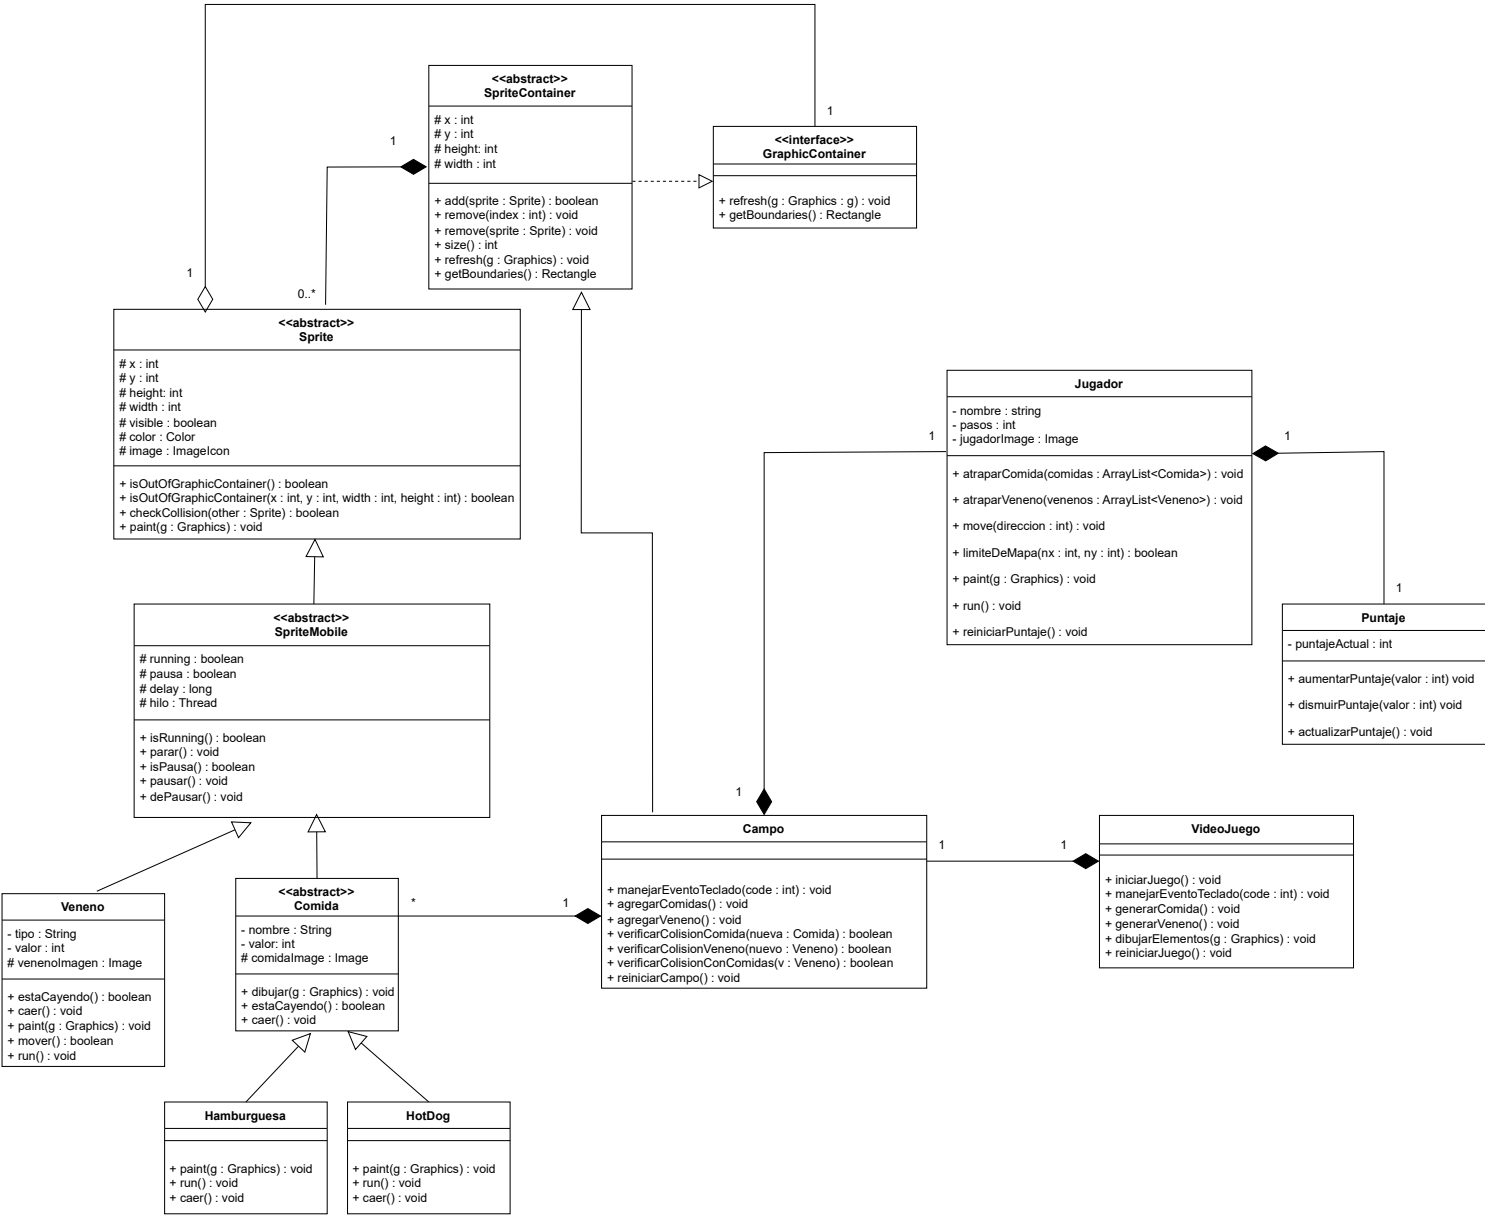 <<abstract>>
SpriteContainer
# x : int
# y : int
# height: int
# width : int
+ add(sprite : Sprite) : boolean
+ remove(index : int) : void
+ remove(sprite : Sprite) : void
+ size() : int
+ refresh(g : Graphics) : void
+ getBoundaries() : Rectangle
1
1
<<interface>>
GraphicContainer
+ refresh(g : Graphics : g) : void
+ getBoundaries() : Rectangle
1
0..*
<<abstract>>
Sprite
# x : int
# y : int
# height: int
# width : int
# visible : boolean
# color : Color
# image : ImageIcon
+ isOutOfGraphicContainer() : boolean
+ isOutOfGraphicContainer(x : int, y : int, width : int, height : int) : boolean
+ checkCollision(other : Sprite) : boolean
+ paint(g : Graphics) : void
1
Jugador
- nombre : string
- pasos : int
- jugadorImage : Image
+ atraparComida(comidas : ArrayList<Comida>) : void
+ atraparVeneno(venenos : ArrayList<Veneno>) : void
+ move(direccion : int) : void
+ limiteDeMapa(nx : int, ny : int) : boolean
+ paint(g : Graphics) : void
+ run() : void
+ reiniciarPuntaje() : void
1
1
Puntaje
- puntajeActual : int
+ aumentarPuntaje(valor : int) void
+ dismuirPuntaje(valor : int) void
+ actualizarPuntaje() : void
<<abstract>>
SpriteMobile
# running : boolean
# pausa : boolean
# delay : long
# hilo : Thread
+ isRunning() : boolean
+ parar() : void
+ isPausa() : boolean
+ pausar() : void
+ dePausar() : void
Veneno
- tipo : String
- valor : int
# venenoImagen : Image
+ estaCayendo() : boolean
+ caer() : void
+ paint(g : Graphics) : void
+ mover() : boolean
+ run() : void
<<abstract>>
Comida
- nombre : String
- valor: int
# comidaImage : Image
+ dibujar(g : Graphics) : void
+ estaCayendo() : boolean
+ caer() : void
*
1
1
Campo
+ manejarEventoTeclado(code : int) : void
+ agregarComidas() : void
+ agregarVeneno() : void
+ verificarColisionComida(nueva : Comida) : boolean
+ verificarColisionVeneno(nuevo : Veneno) : boolean
+ verificarColisionConComidas(v : Veneno) : boolean
+ reiniciarCampo() : void
1
1
VideoJuego
+ iniciarJuego() : void
+ manejarEventoTeclado(code : int) : void
+ generarComida() : void
+ generarVeneno() : void
+ dibujarElementos(g : Graphics) : void
+ reiniciarJuego() : void
Hamburguesa
+ paint(g : Graphics) : void
+ run() : void
+ caer() : void
HotDog
+ paint(g : Graphics) : void
+ run() : void
+ caer() : void